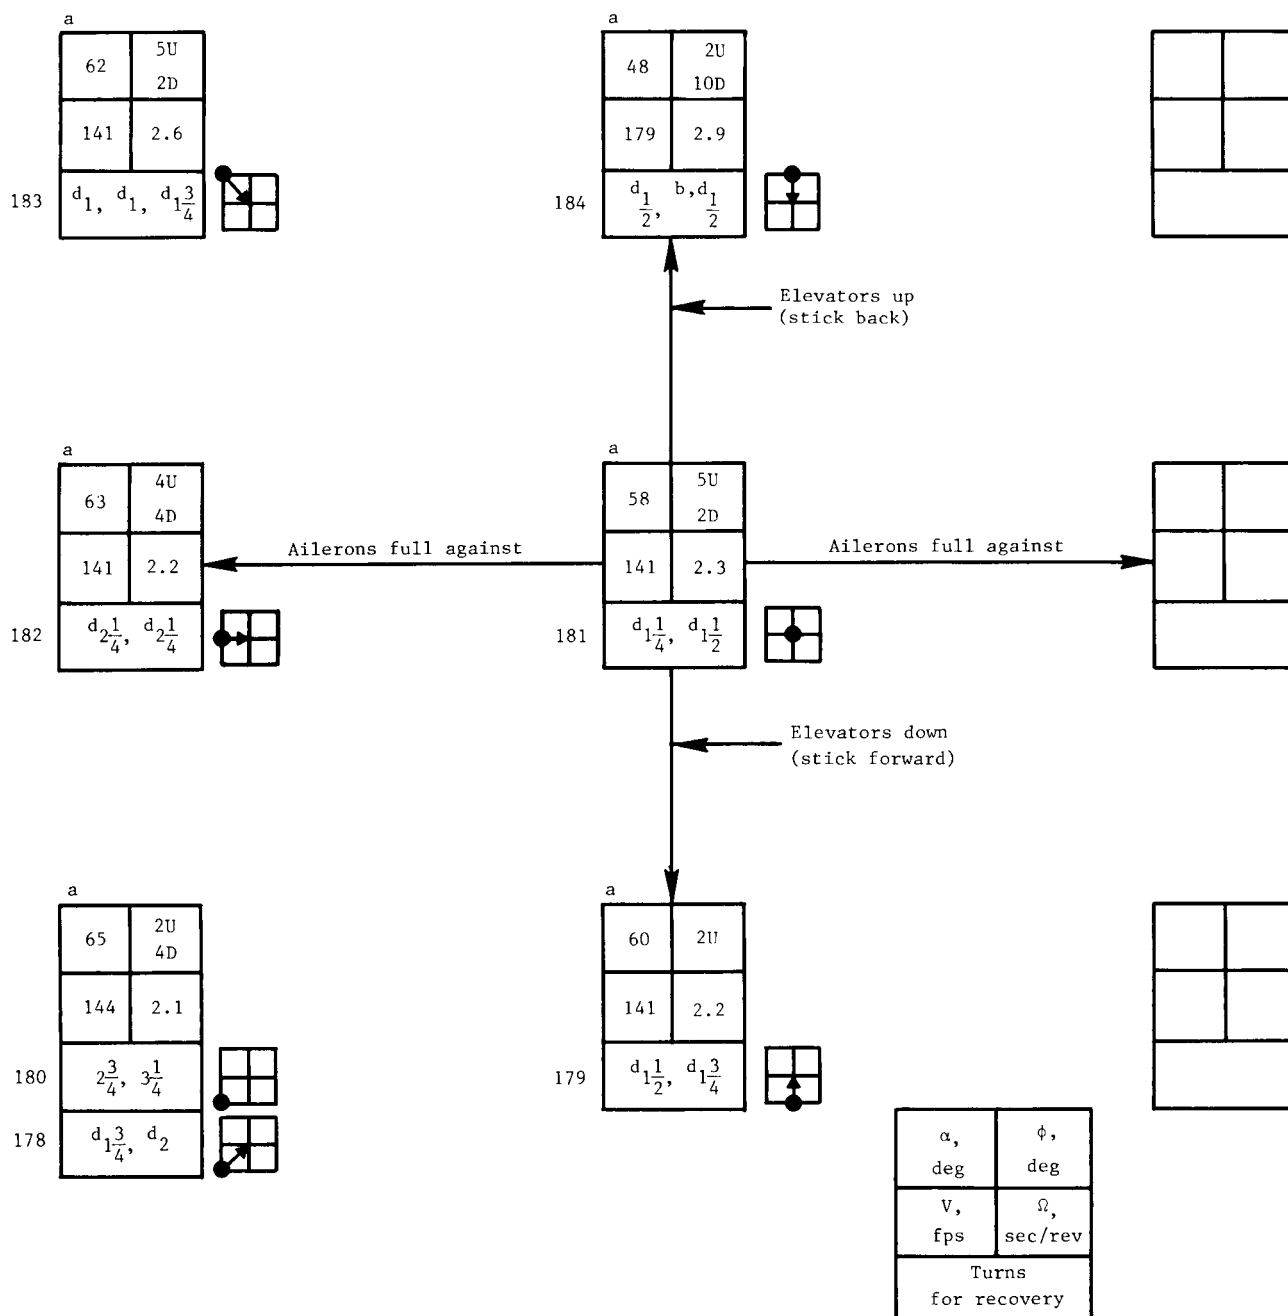 a
62 5U
2D
141 2.6
183 d1, d1, d1 3/4
a
48 2U
10D
179 2.9
184 d1/2, b,d1/2
Elevators up
(stick back)
a
63 4U
4D
141 2.2
182 d2 1/4, d2 1/4
Ailerons full against
a
58 5U
2D
141 2.3
181 d1 1/4, d1 1/2
Ailerons full against
Elevators down
(stick forward)
a
65 2U
4D
144 2.1
180 2 3/4, 3 1/4
178 d1 3/4, d2
a
60 2U
141 2.2
179 d1 1/2, d1 3/4
α, φ,
deg deg
V, Ω,
fps sec/rev
Turns
for recovery